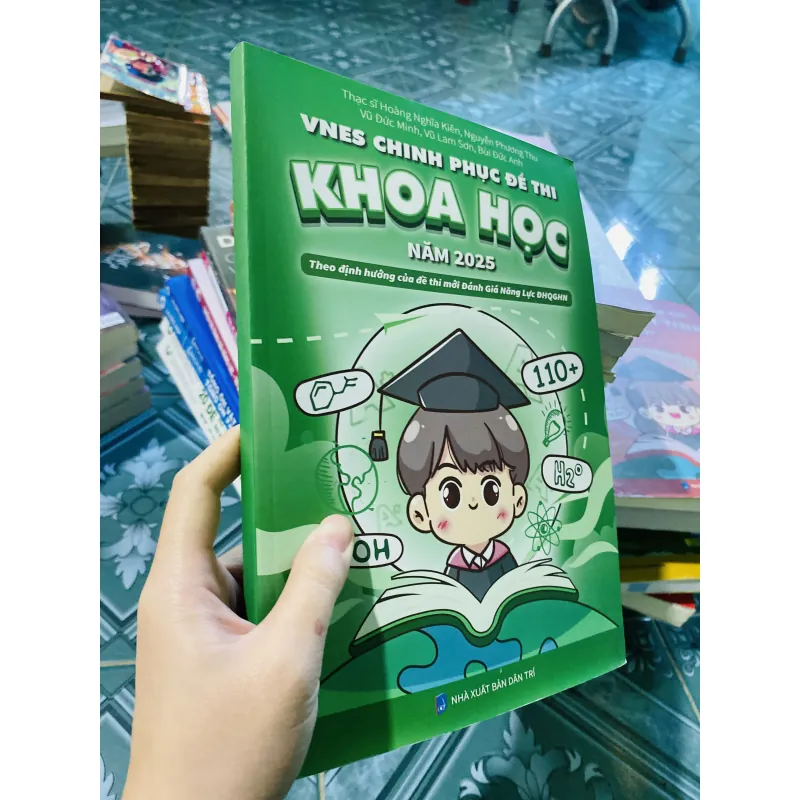 Thạc sĩ Hoàng Nghĩa Kiên, Nguyễn Phương Thu
Vũ Đức Minh, Vũ Lam Sơn, Bùi Đức Anh
VNES CHINH PHỤC ĐỀ THI
KHOA HỌC
NĂM 2025
Theo định hướng của đề thi mới Đánh Giá Năng Lực ĐHQGHN
110+
H2O
OH
NHÀ XUẤT BẢN DÂN TRÍ